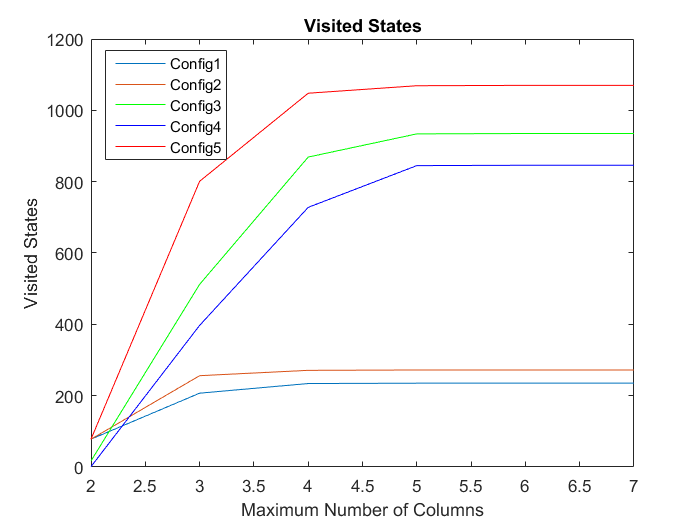 Visited States
1200
1000
800
600
400
200
0
Visited States
Config1
Config2
Config3
Config4
Config5
2 2.5 3 3.5 4 4.5 5 5.5 6 6.5 7
Maximum Number of Columns